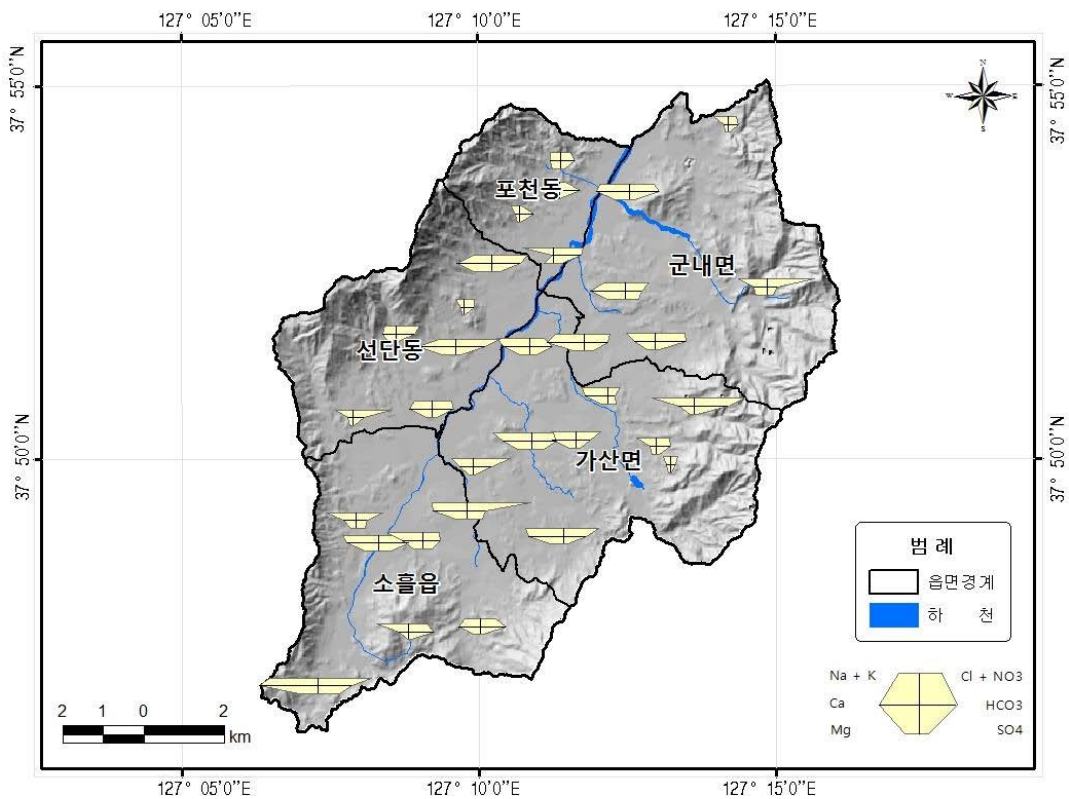 127° 05'0"E 127° 10'0"E 127° 15'0"E
37° 55'0"N
37° 55'0"N
N
W E
S
포천동
군내면
선단동
37° 50'0"N
가산면
37° 50'0"N
소흘읍
범 례
읍면경계
하 천
Na + K Cl + NO3
Ca HCO3
Mg SO4
2 1 0 2
km
127° 05'0"E 127° 10'0"E 127° 15'0"E